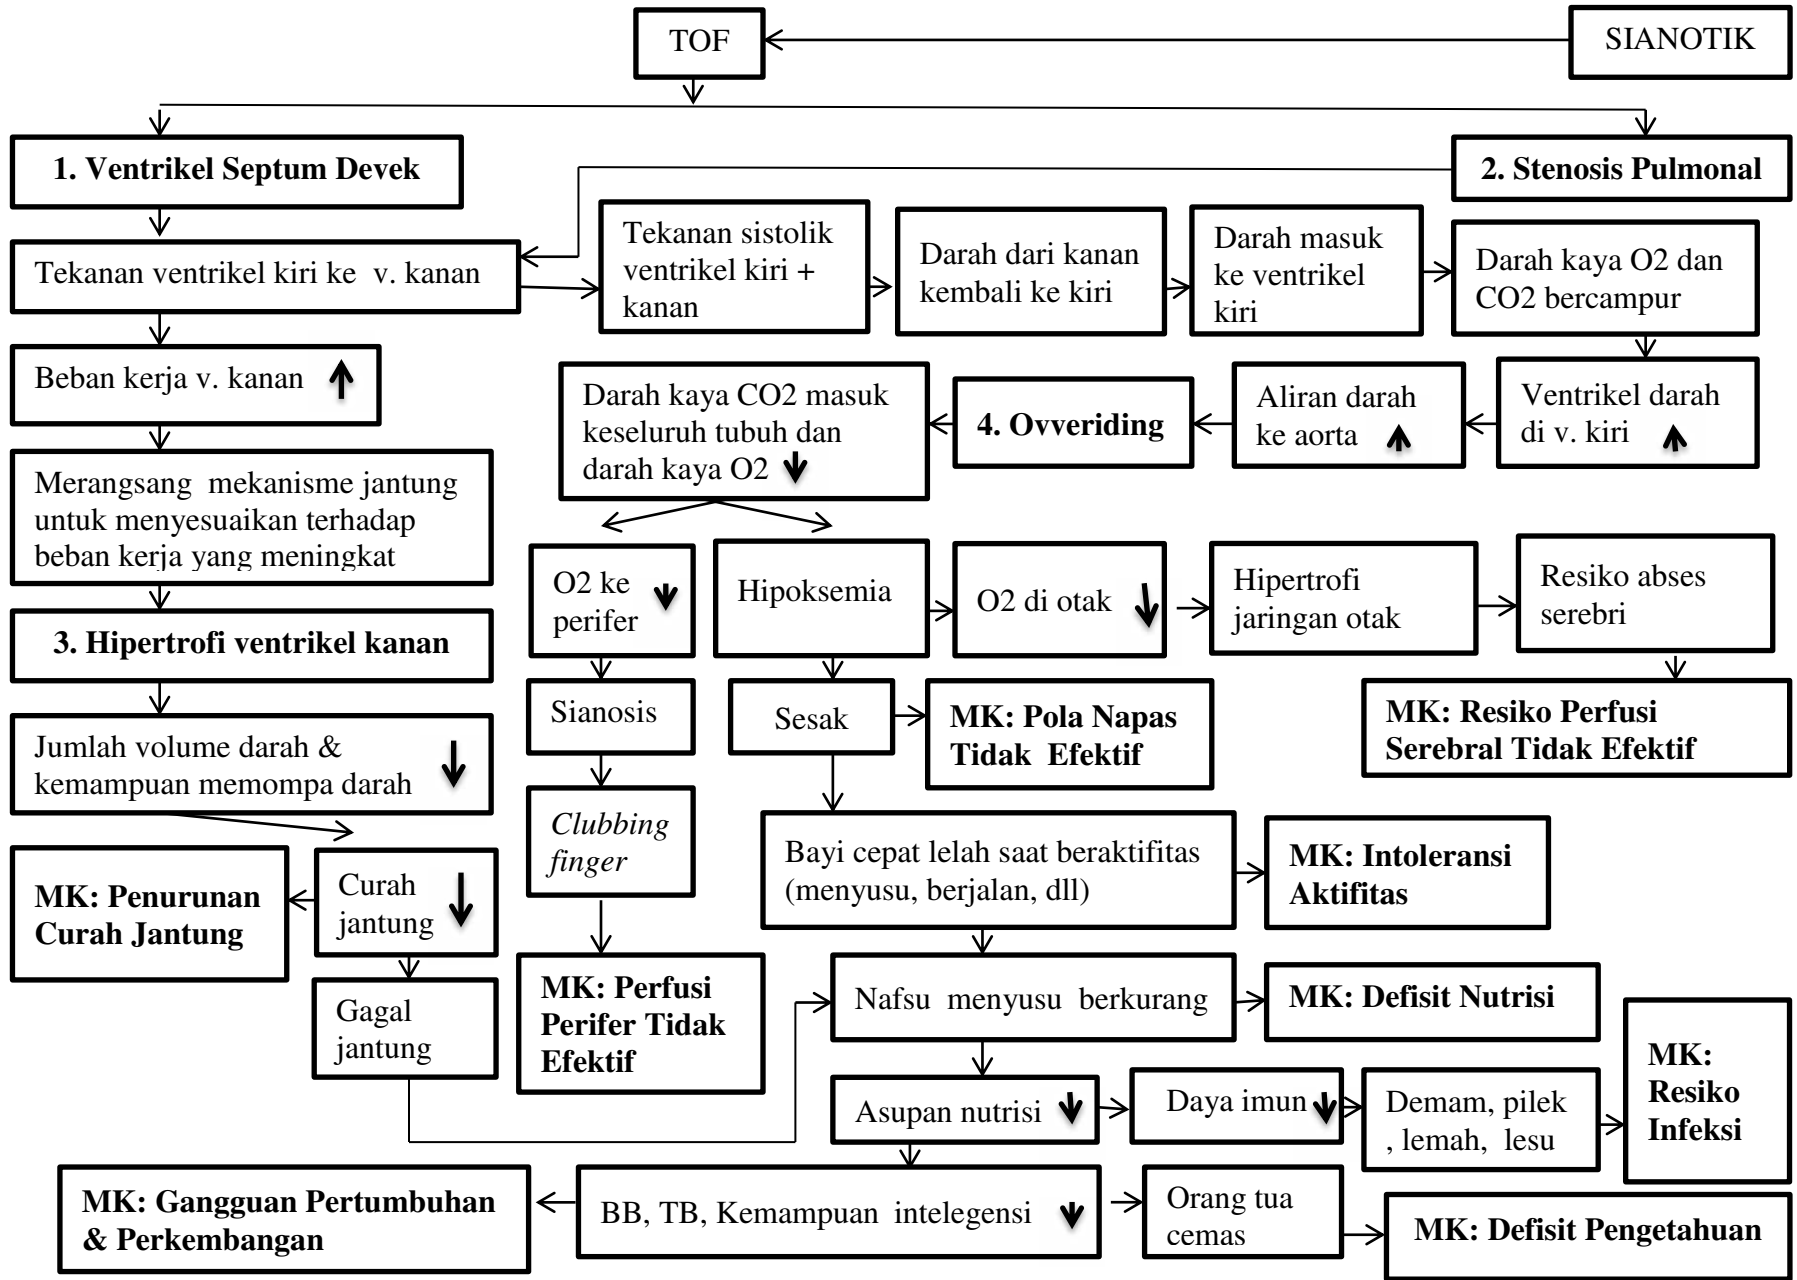 TOF
SIANOTIK
1. Ventrikel Septum Devek
2. Stenosis Pulmonal
Tekanan ventrikel kiri ke v. kanan
Tekanan sistolik
ventrikel kiri +
kanan
Darah dari kanan
kembali ke kiri
Darah masuk
ke ventrikel
kiri
Darah kaya O2 dan
CO2 bercampur
Beban kerja v. kanan
Darah kaya CO2 masuk
keseluruh tubuh dan
darah kaya O2
4. Ovveriding
Aliran darah
ke aorta
Ventrikel darah
di v. kiri
Merangsang mekanisme jantung
untuk menyesuaikan terhadap
beban kerja yang meningkat
O2 ke
perifer
Hipoksemia
O2 di otak
Hipertrofi
jaringan otak
Resiko abses
serebri
3. Hipertrofi ventrikel kanan
Sianosis
Sesak
MK: Pola Napas
Tidak Efektif
MK: Resiko Perfusi
Serebral Tidak Efektif
Jumlah volume darah &
kemampuan memompa darah
Clubbing
finger
Bayi cepat lelah saat beraktifitas
(menyusu, berjalan, dll)
MK: Intoleransi
Aktifitas
MK: Penurunan
Curah Jantung
Curah
jantung
Gagal
jantung
MK: Perfusi
Perifer Tidak
Efektif
Nafsu menyusu berkurang
MK: Defisit Nutrisi
MK:
Resiko
Infeksi
Asupan nutrisi
Daya imun
Demam, pilek
, lemah, lesu
MK: Gangguan Pertumbuhan
& Perkembangan
BB, TB, Kemampuan intelegensi
Orang tua
cemas
MK: Defisit Pengetahuan